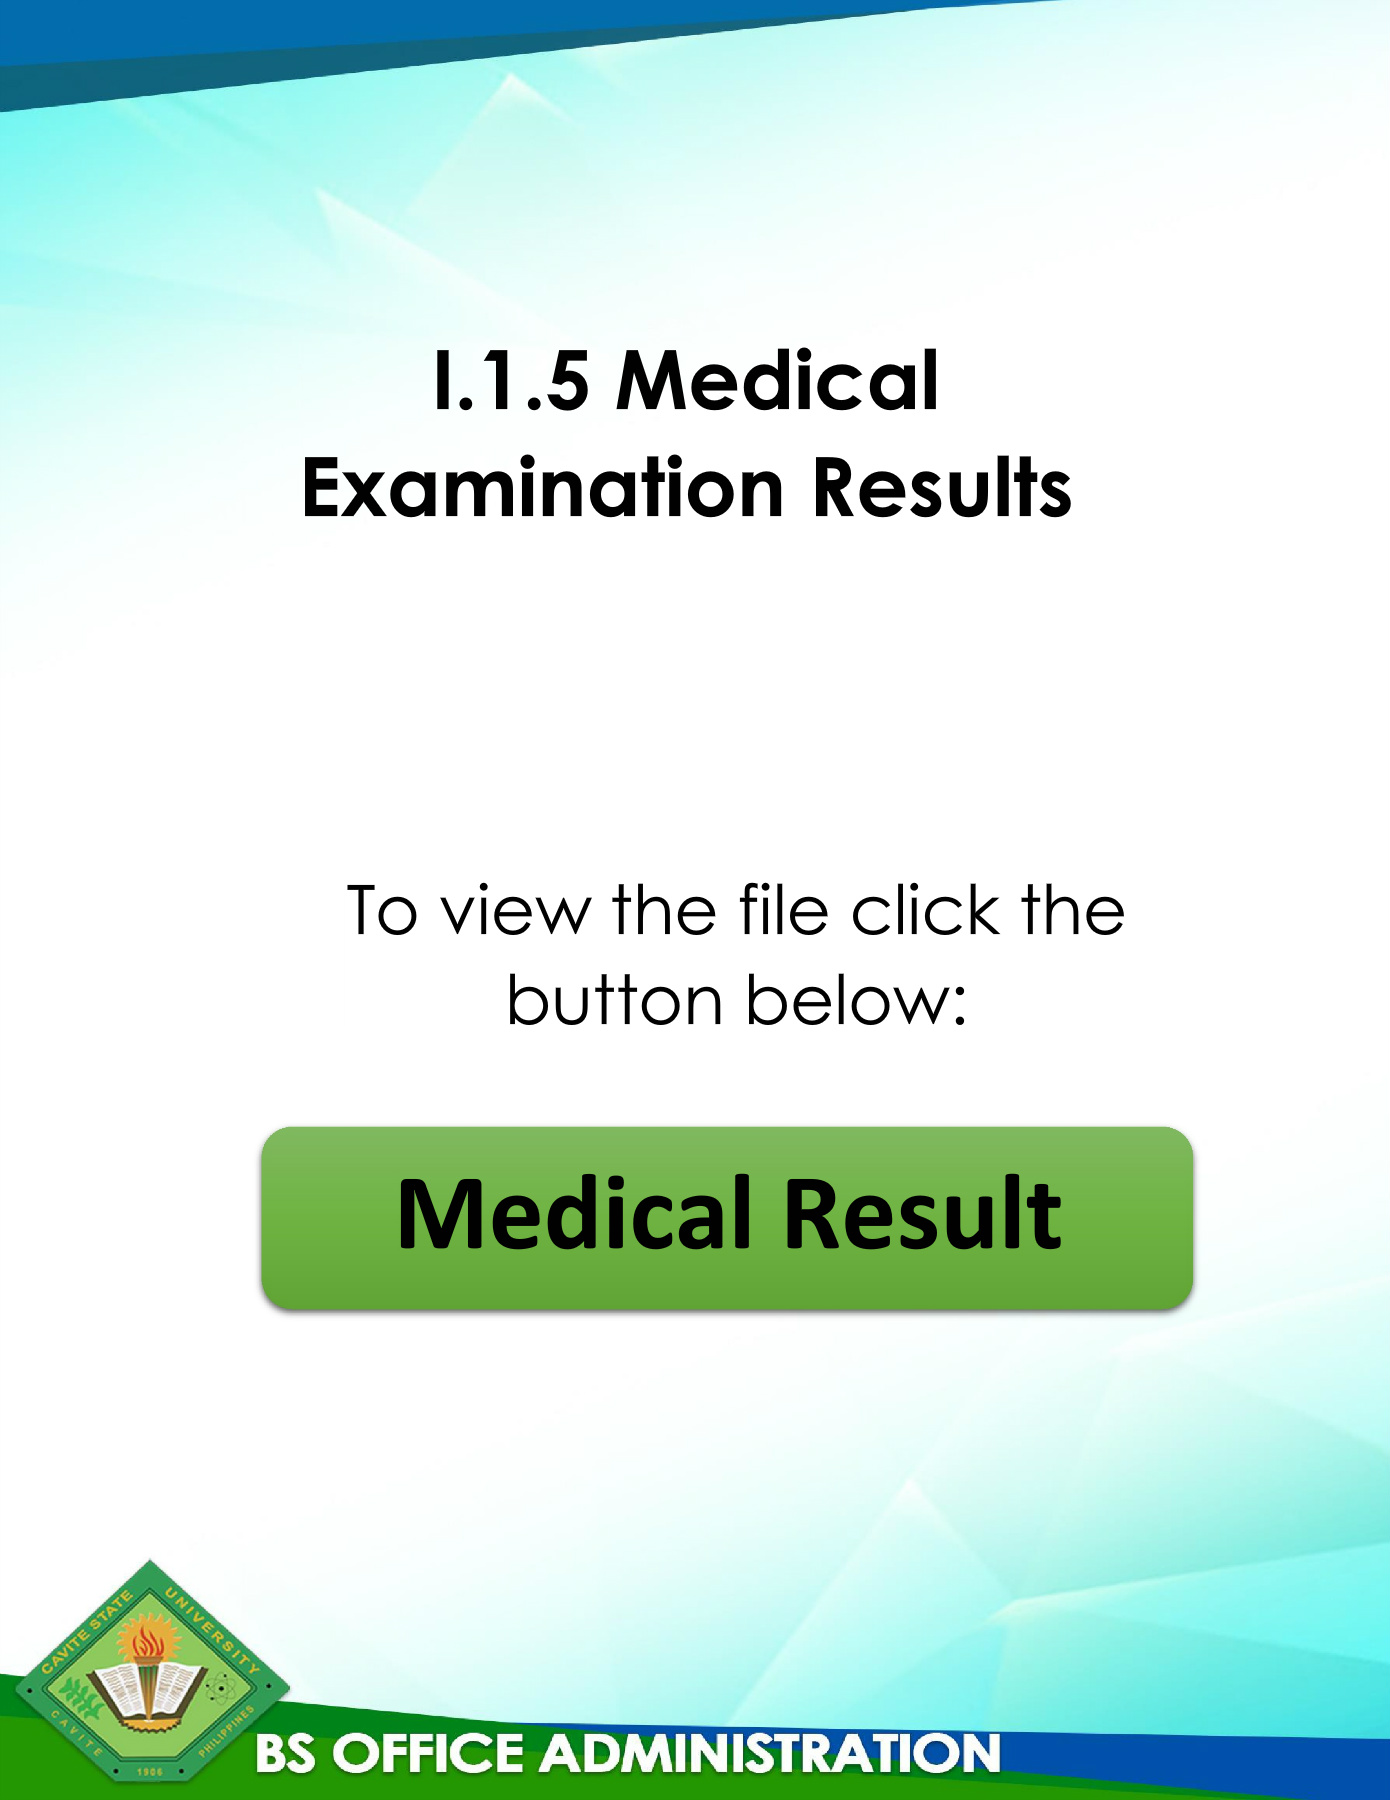 I.1.5 Medical
Examination Results
To view the file click the
button below:
Medical Result
CAVITE STATE UNIVERSITY
CAVITE PHILIPPINES
1906
BS OFFICE ADMINISTRATION